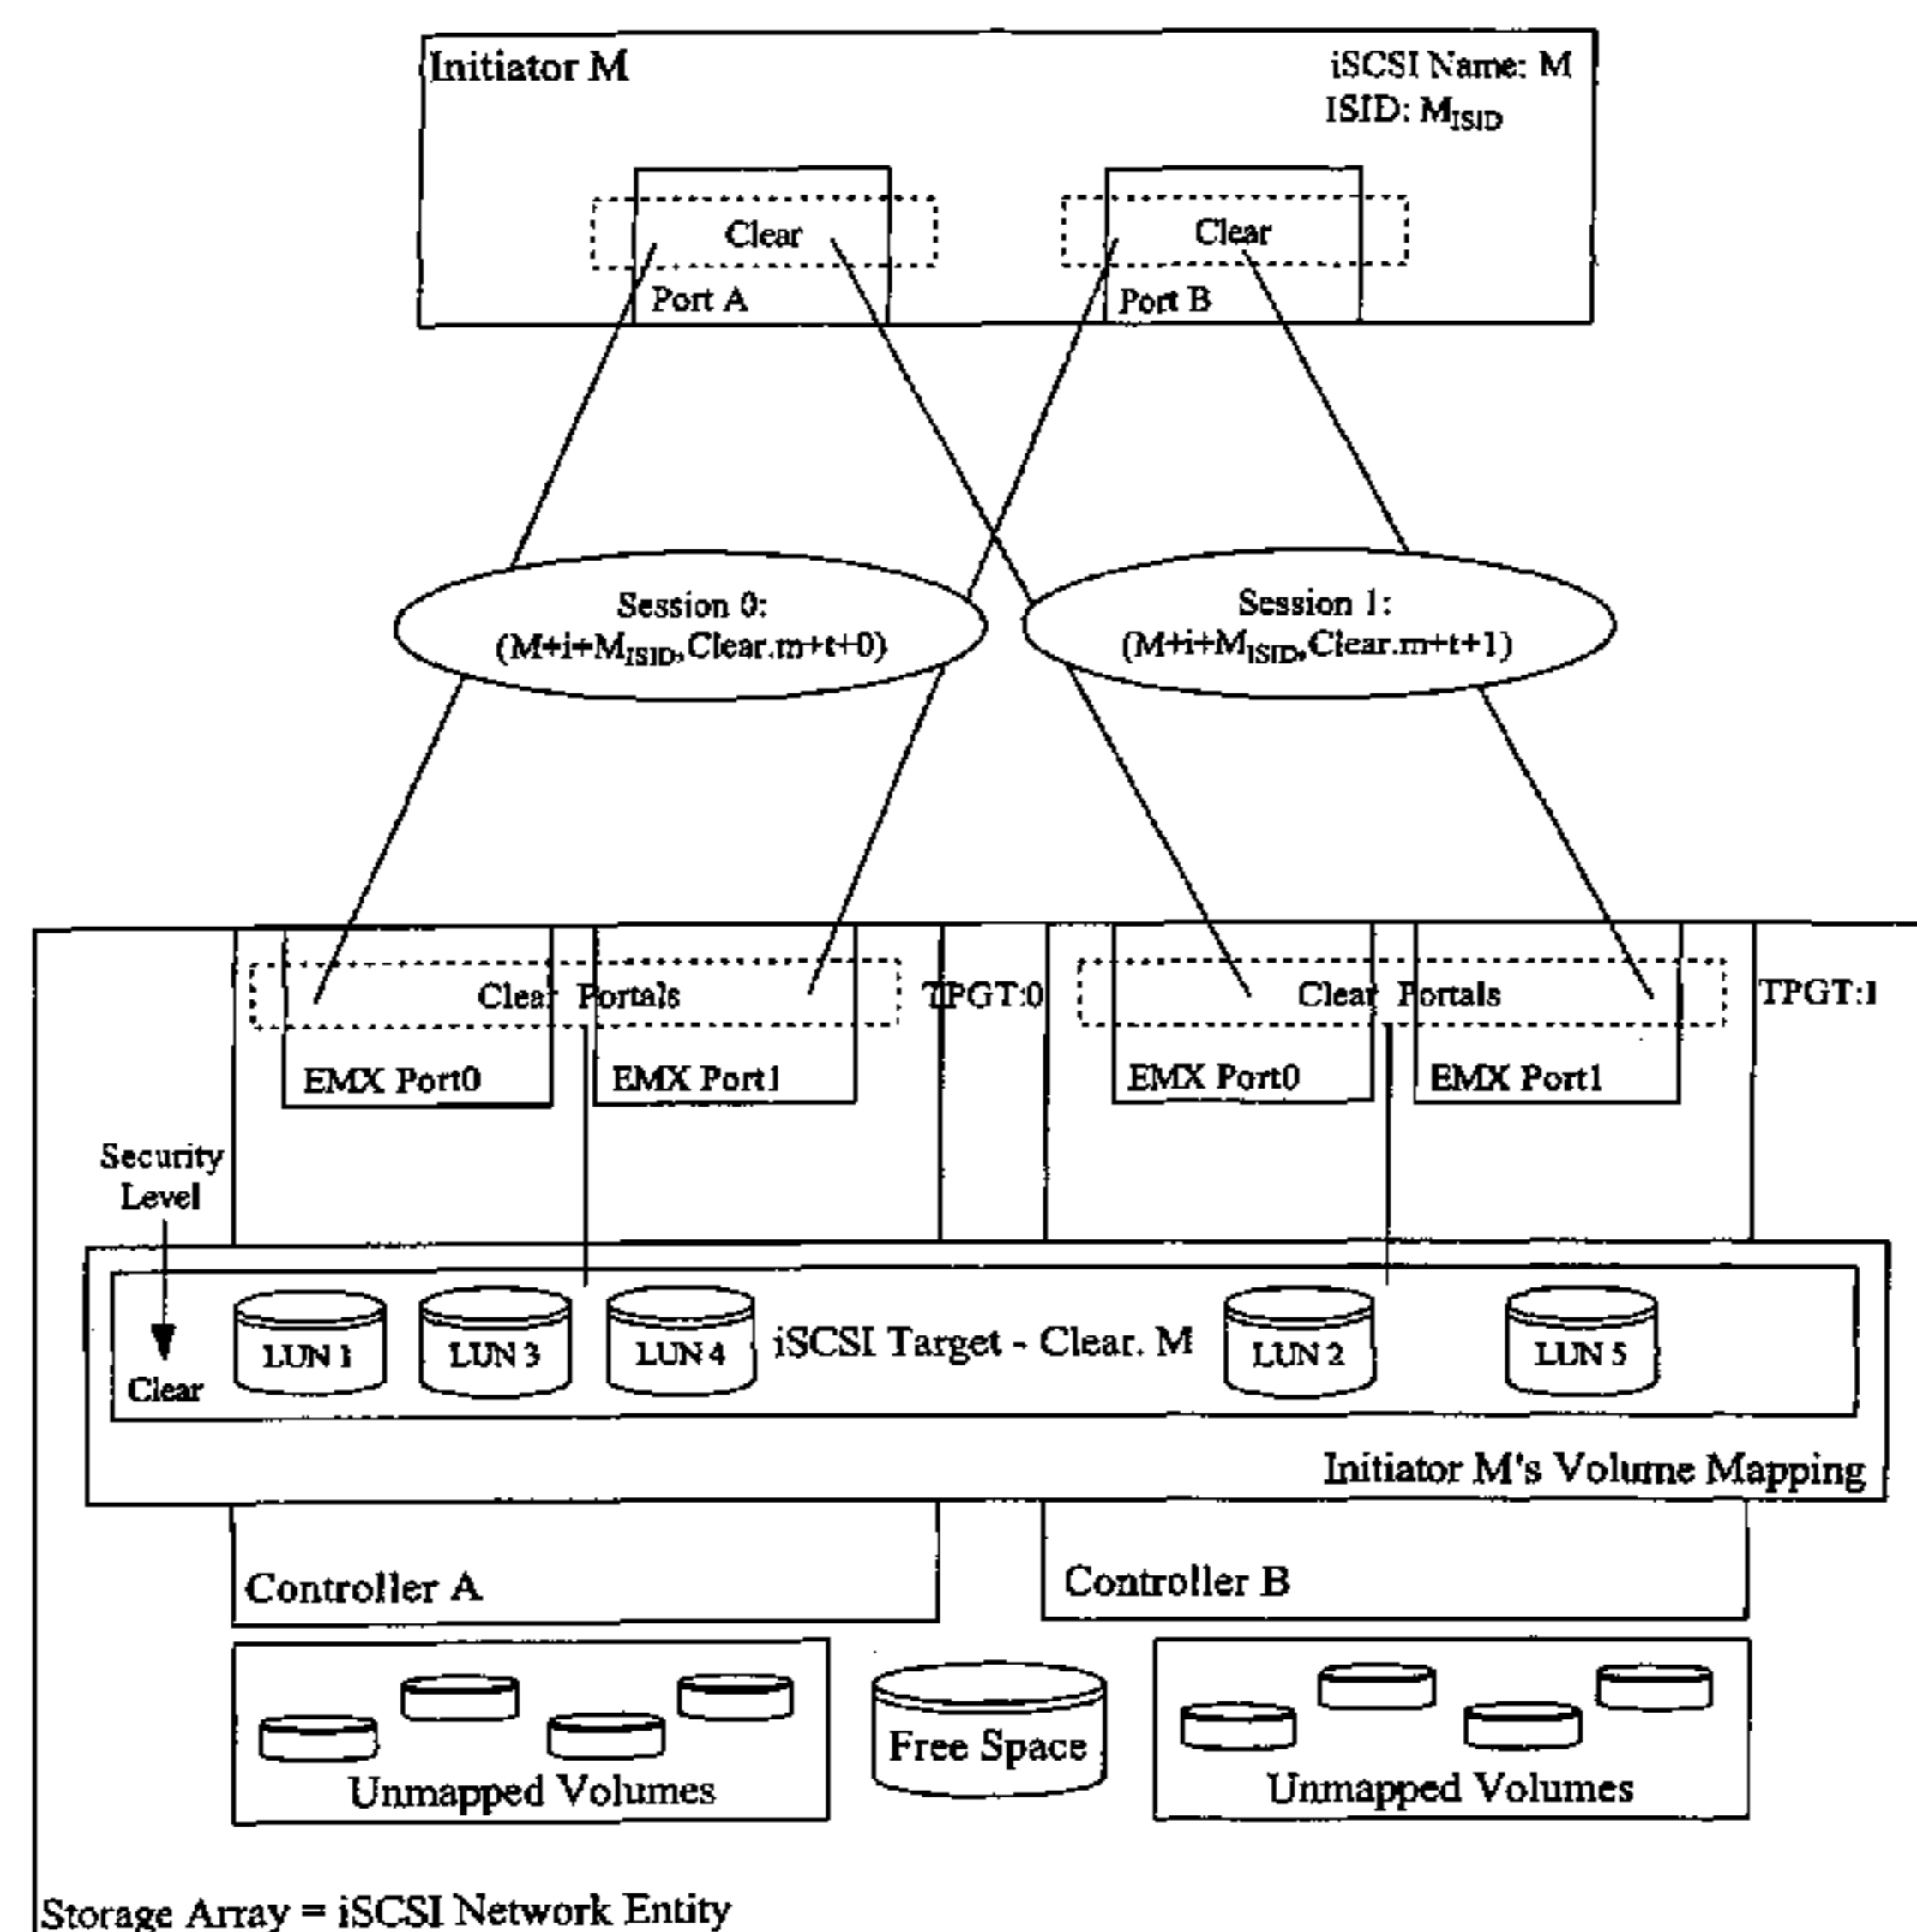 Initiator M
iSCSI Name: M
ISID: MISID
Clear
Clear
Port A
Port B
Session 0:
(M+i+MISID,Clear.m+t+0)
Session 1:
(M+i+MISID,Clear.m+t+1)
Clear Portals
TPGT:0
Clear Portals
TPGT:1
EMX Port0
EMX Port1
EMX Port0
EMX Port1
Security
Level
Clear
LUN 1
LUN 3
LUN 4
iSCSI Target - Clear. M
LUN 2
LUN 5
Initiator M's Volume Mapping
Controller A
Controller B
Unmapped Volumes
Free Space
Unmapped Volumes
Storage Array = iSCSI Network Entity